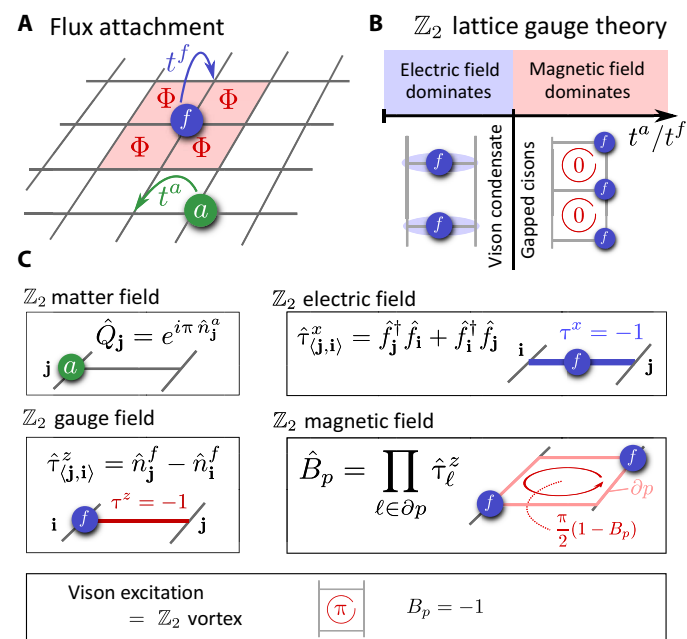 A Flux attachment
t^f
Φ Φ
f
Φ Φ
t^a
a
B ℤ₂ lattice gauge theory
Electric field dominates
Magnetic field dominates
t^a/t^f
Vison condensate
Gapped cisons
f
f
f
0
f
0
f
C
ℤ₂ matter field
Q̂_𝐣 = e^{iπ n̂^a_𝐣}
𝐣 a
ℤ₂ electric field
τ̂^x_{⟨𝐣,𝐢⟩} = f̂†_𝐣 f̂_𝐢 + f̂†_𝐢 f̂_𝐣
τ^x = −1
𝐢 f 𝐣
ℤ₂ gauge field
τ̂^z_{⟨𝐣,𝐢⟩} = n̂^f_𝐣 − n̂^f_𝐢
τ^z = −1
𝐢 f 𝐣
ℤ₂ magnetic field
B̂_p = ∏_{ℓ∈∂p} τ̂^z_ℓ
f
f
∂p
π/2(1 − B_p)
Vison excitation
= ℤ₂ vortex
π
B_p = −1